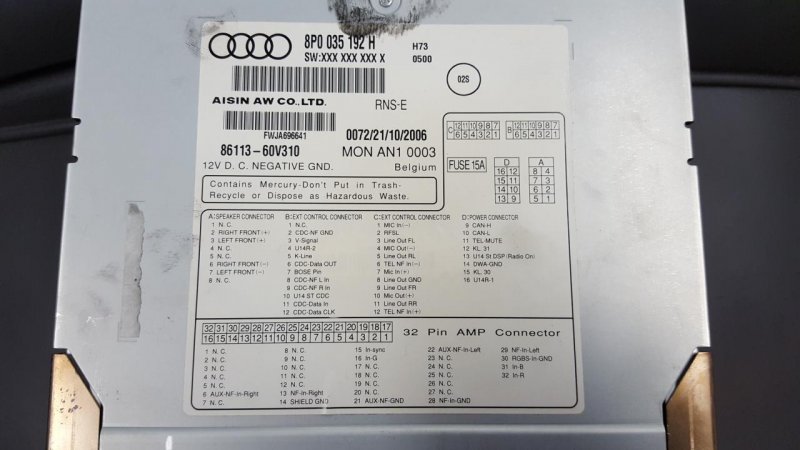 8P0 035 192 H
SW:XXX XXX XXX X
H73
0500
02S
AISIN AW CO.,LTD.
RNS-E
FWJA696641
0072/21/10/2006
86113-60V310
MON AN1 0003
12V D. C. NEGATIVE GND.
Belgium
Contains Mercury-Don't Put in Trash-
Recycle or Dispose as Hazardous Waste.
C 12 11 10 9 8 7
6 5 4 3 2 1
B 12 11 10 9 8 7
6 5 4 3 2 1
FUSE 15A
D
16 12
15 11
14 10
13 9
A
8 4
7 3
6 2
5 1
A: SPEAKER CONNECTOR
1 N. C.
2 RIGHT FRONT(+)
3 LEFT FRONT(+)
4 N. C.
5 N. C.
6 RIGHT FRONT(-)
7 LEFT FRONT(-)
8 N. C.
B: EXT CONTROL CONNECTOR
1 N.C.
2 CDC-NF GND
3 V-Signal
4 U14R-2
5 K-Line
6 CDC-Data OUT
7 BOSE Pin
8 CDC-NF L In
9 CDC-NF R In
10 U14 ST CDC
11 CDC-Data In
12 CDC-Data CLK
C: EXT CONTROL CONNECTOR
1 MIC In(-)
2 RFSL
3 Line Out FL
4 MIC Out(-)
5 Line Out RL
6 TEL NF In(-)
7 Mic In(+)
8 Line Out GND
9 Line Out FR
10 Mic Out(+)
11 Line Out RR
12 TEL NF In(+)
D: POWER CONNECTOR
9 CAN-H
10 CAN-L
11 TEL-MUTE
12 KL. 31
13 U14 St DSP (Radio On)
14 DWA-GND
15 KL. 30
16 U14R-1
32 31 30 29 28 27 26 25 24 23 22 21 20 19 18 17
16 15 14 13 12 11 10 9 8 7 6 5 4 3 2 1
32 Pin AMP Connector
1 N. C.
2 N. C.
3 N. C.
4 N. C.
5 N. C.
6 AUX-NF-In-Right
7 N. C.
8 N. C.
9 N. C.
10 N. C.
11 N. C.
12 N. C.
13 NF-In-Right
14 SHIELD GND
15 In-sync
16 In-G
17 N. C.
18 N. C.
19 N. C.
20 N. C.
21 AUX-NF-GND
22 AUX-NF-In-Left
23 N. C.
24 N. C.
25 N. C.
26 N. C.
27 N. C.
28 NF-In-GND
29 NF-In-Left
30 RGBS-In-GND
31 In-B
32 In-R